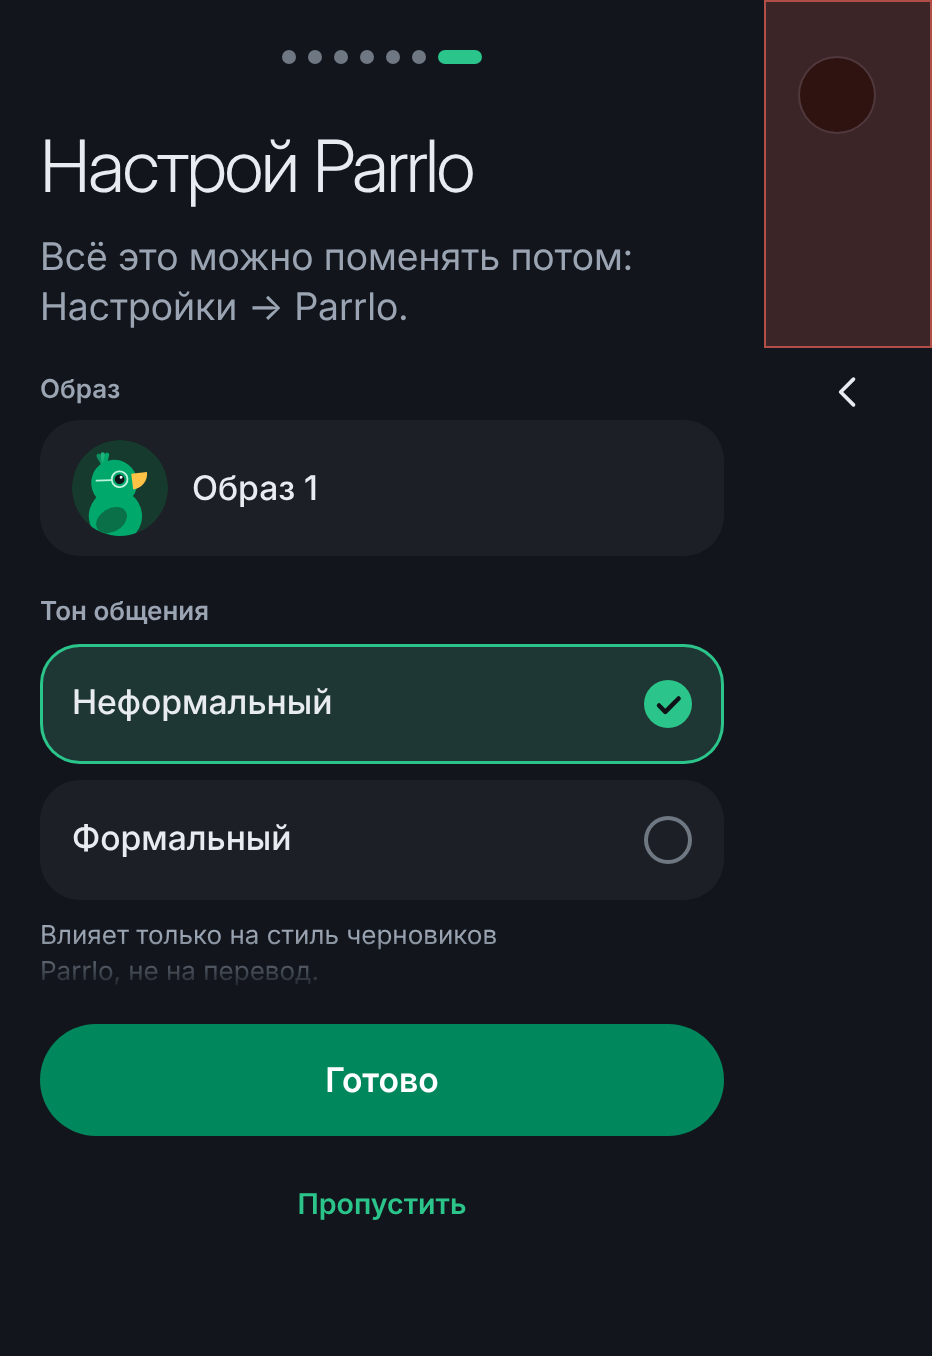 Настрой Parrlo
Всё это можно поменять потом:
Настройки → Parrlo.
Образ
Образ 1
Тон общения
Неформальный
Формальный
Влияет только на стиль черновиков
Parrlo, не на перевод.
Готово
Пропустить